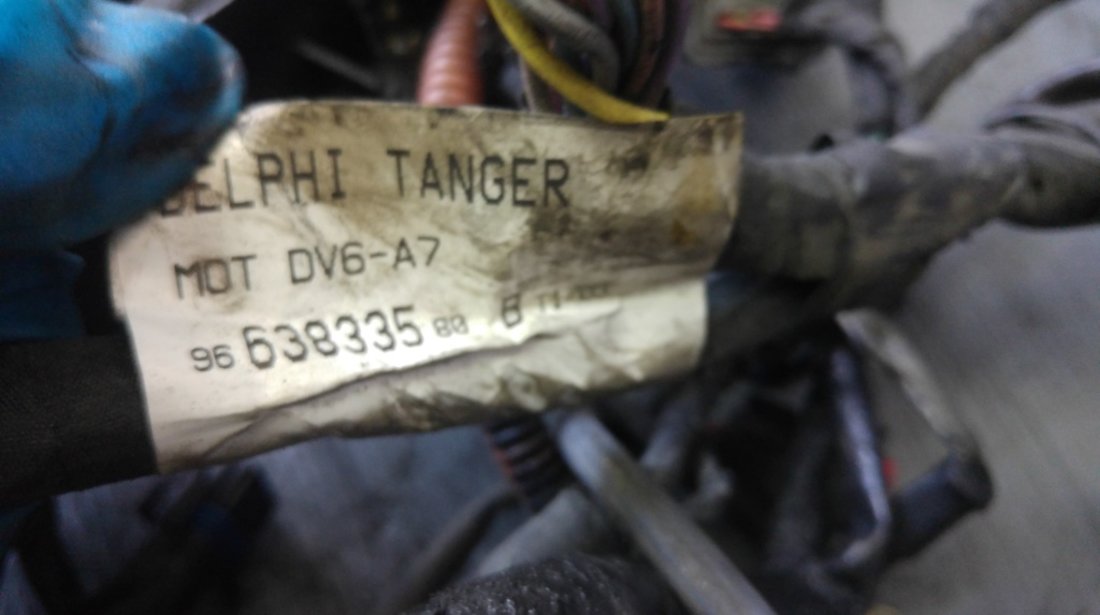 DELPHI TANGER
MOT DV6-A7
96 638335 80 B